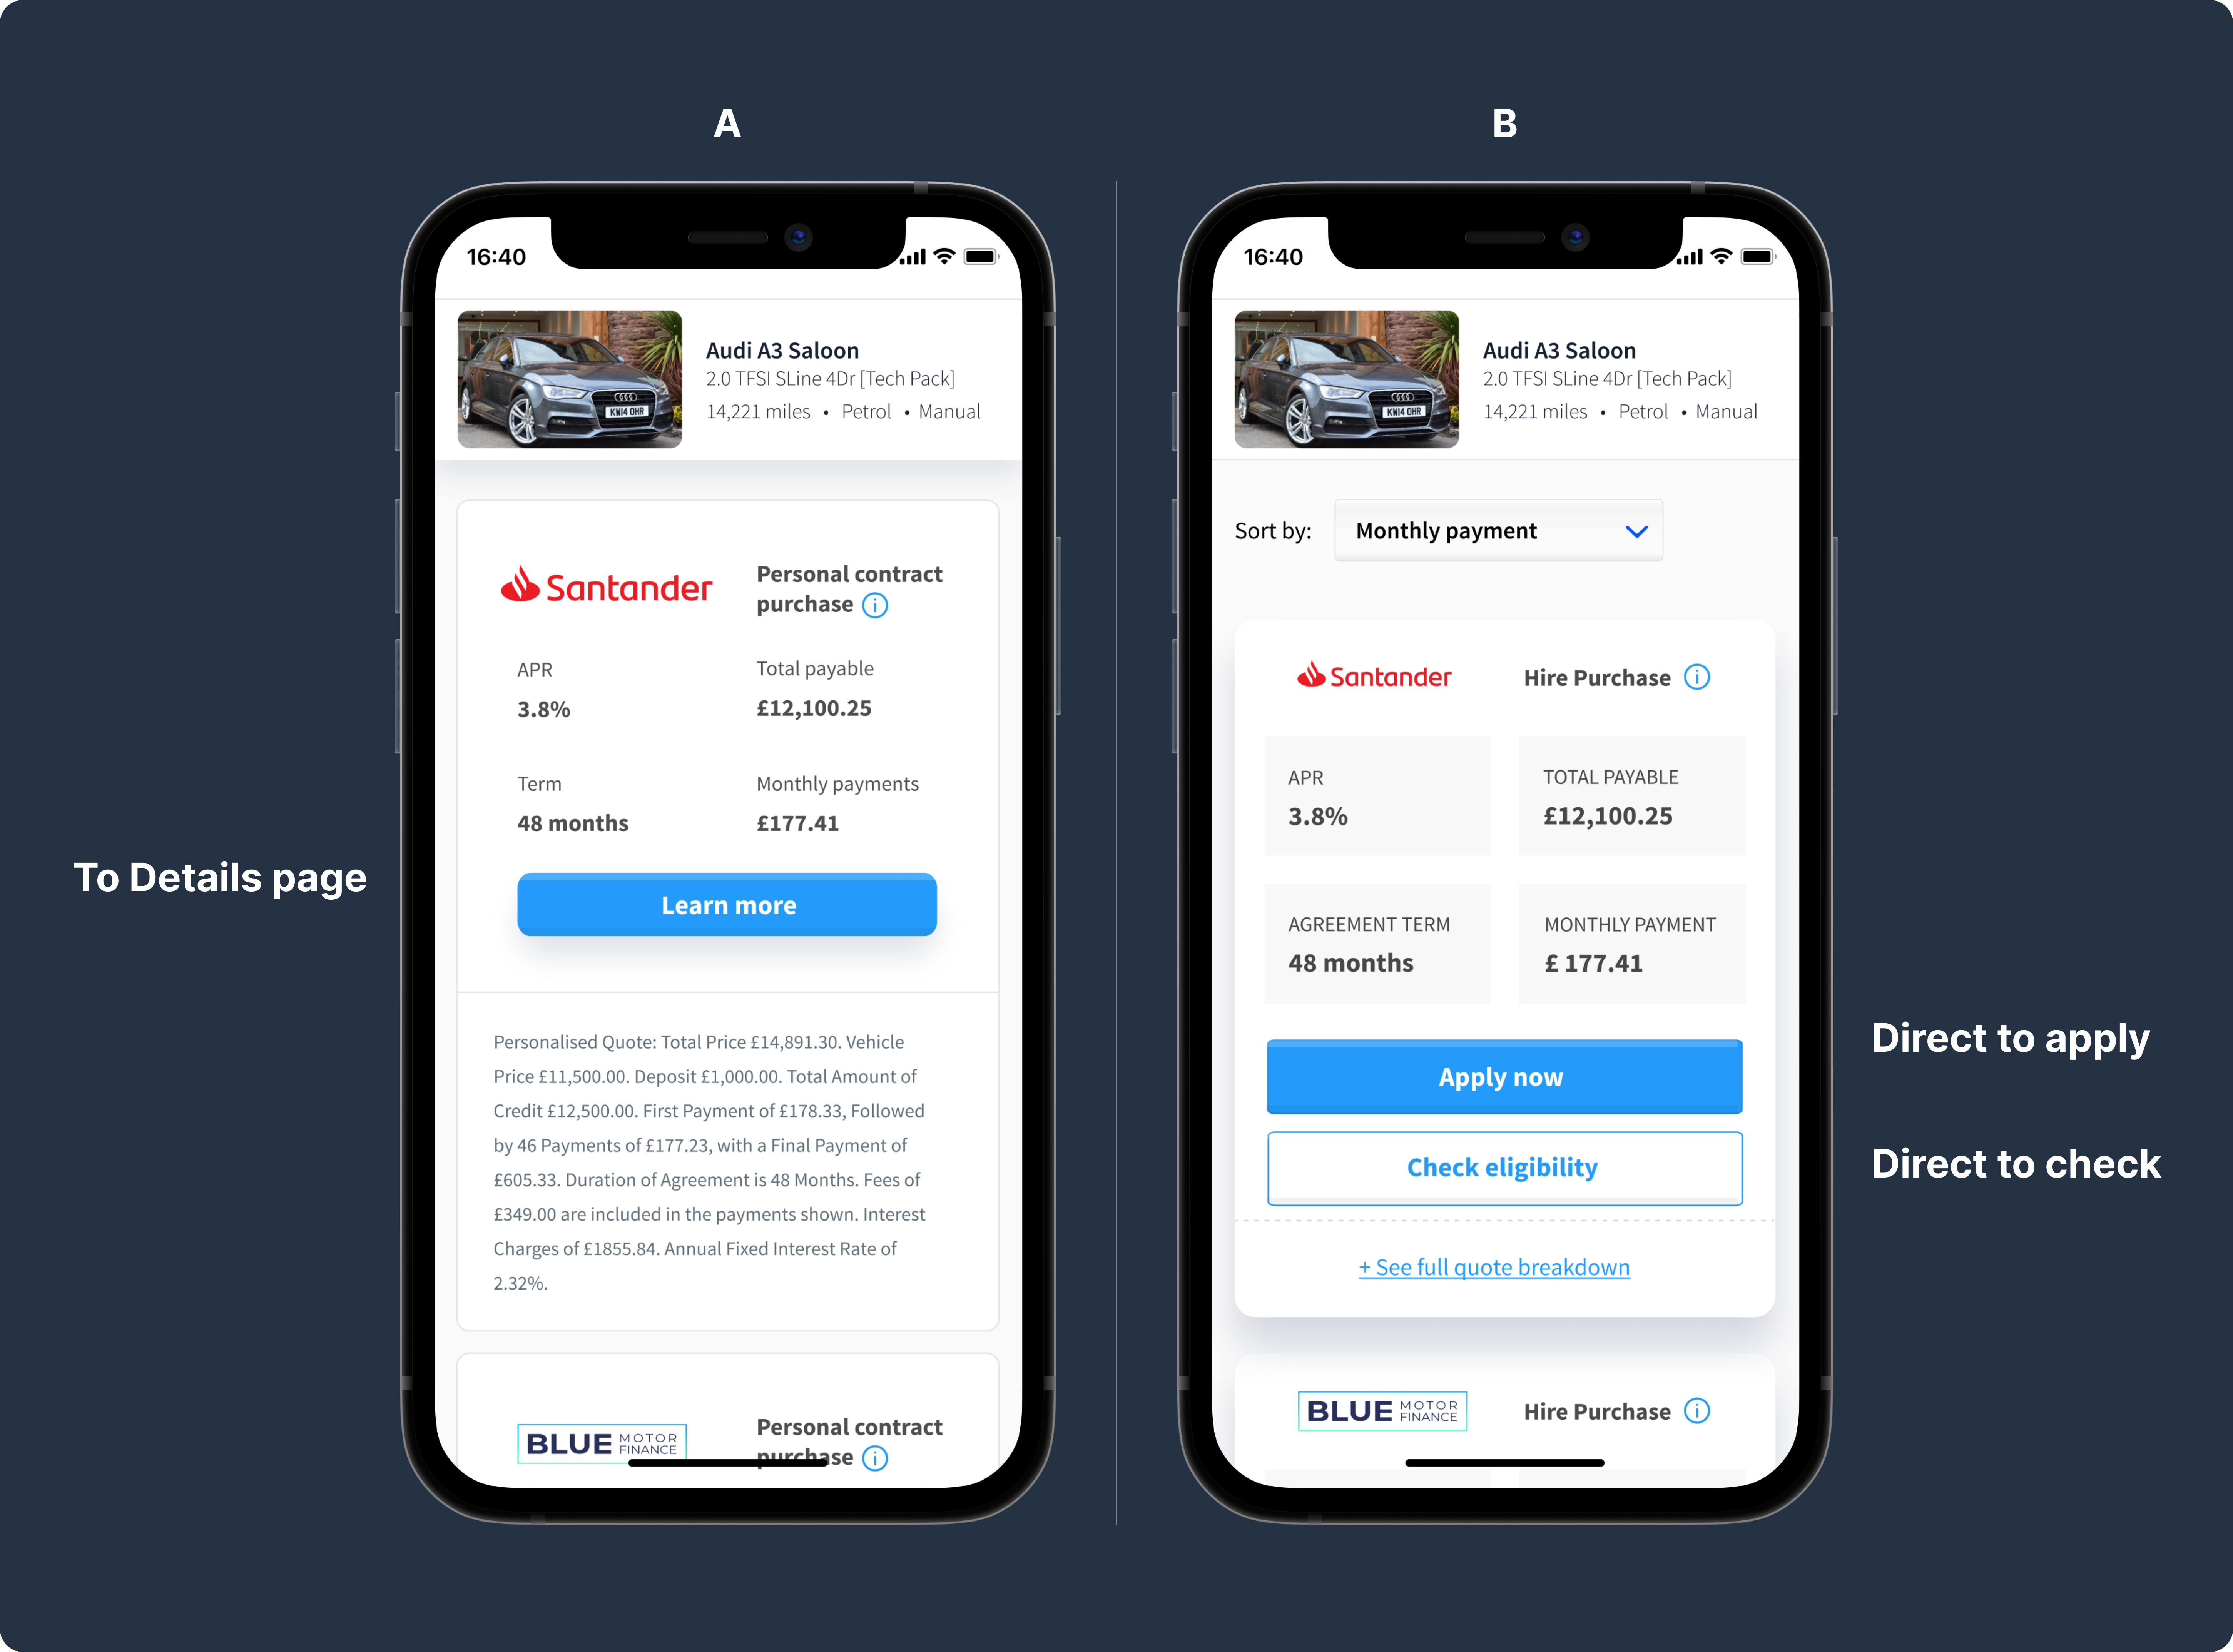 A
16:40
KW14 OHR
Audi A3 Saloon
2.0 TFSI SLine 4Dr [Tech Pack]
14,221 miles • Petrol • Manual
Santander
Personal contract
purchase
APR
Total payable
3.8%
£12,100.25
Term
Monthly payments
48 months
£177.41
To Details page
Learn more
Personalised Quote: Total Price £14,891.30. Vehicle
Price £11,500.00. Deposit £1,000.00. Total Amount of
Credit £12,500.00. First Payment of £178.33, Followed
by 46 Payments of £177.23, with a Final Payment of
£605.33. Duration of Agreement is 48 Months. Fees of
£349.00 are included in the payments shown. Interest
Charges of £1855.84. Annual Fixed Interest Rate of
2.32%.
BLUE MOTOR
FINANCE
Personal contract
purchase
B
16:40
KW14 OHR
Audi A3 Saloon
2.0 TFSI SLine 4Dr [Tech Pack]
14,221 miles • Petrol • Manual
Sort by: Monthly payment
Santander
Hire Purchase
APR
TOTAL PAYABLE
3.8%
£12,100.25
AGREEMENT TERM
MONTHLY PAYMENT
48 months
£ 177.41
Apply now
Direct to apply
Check eligibility
Direct to check
+ See full quote breakdown
BLUE MOTOR
FINANCE
Hire Purchase